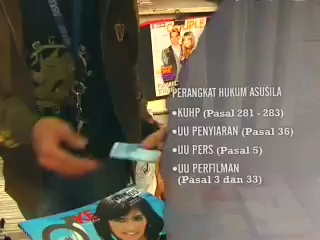 PERANGKAT HUKUM ASUSILA
•KUHP (Pasal 281 - 283)
•UU PENYIARAN (Pasal 36)
•UU PERS (Pasal 5)
•UU PERFILMAN
(Pasal 3 dan 33)